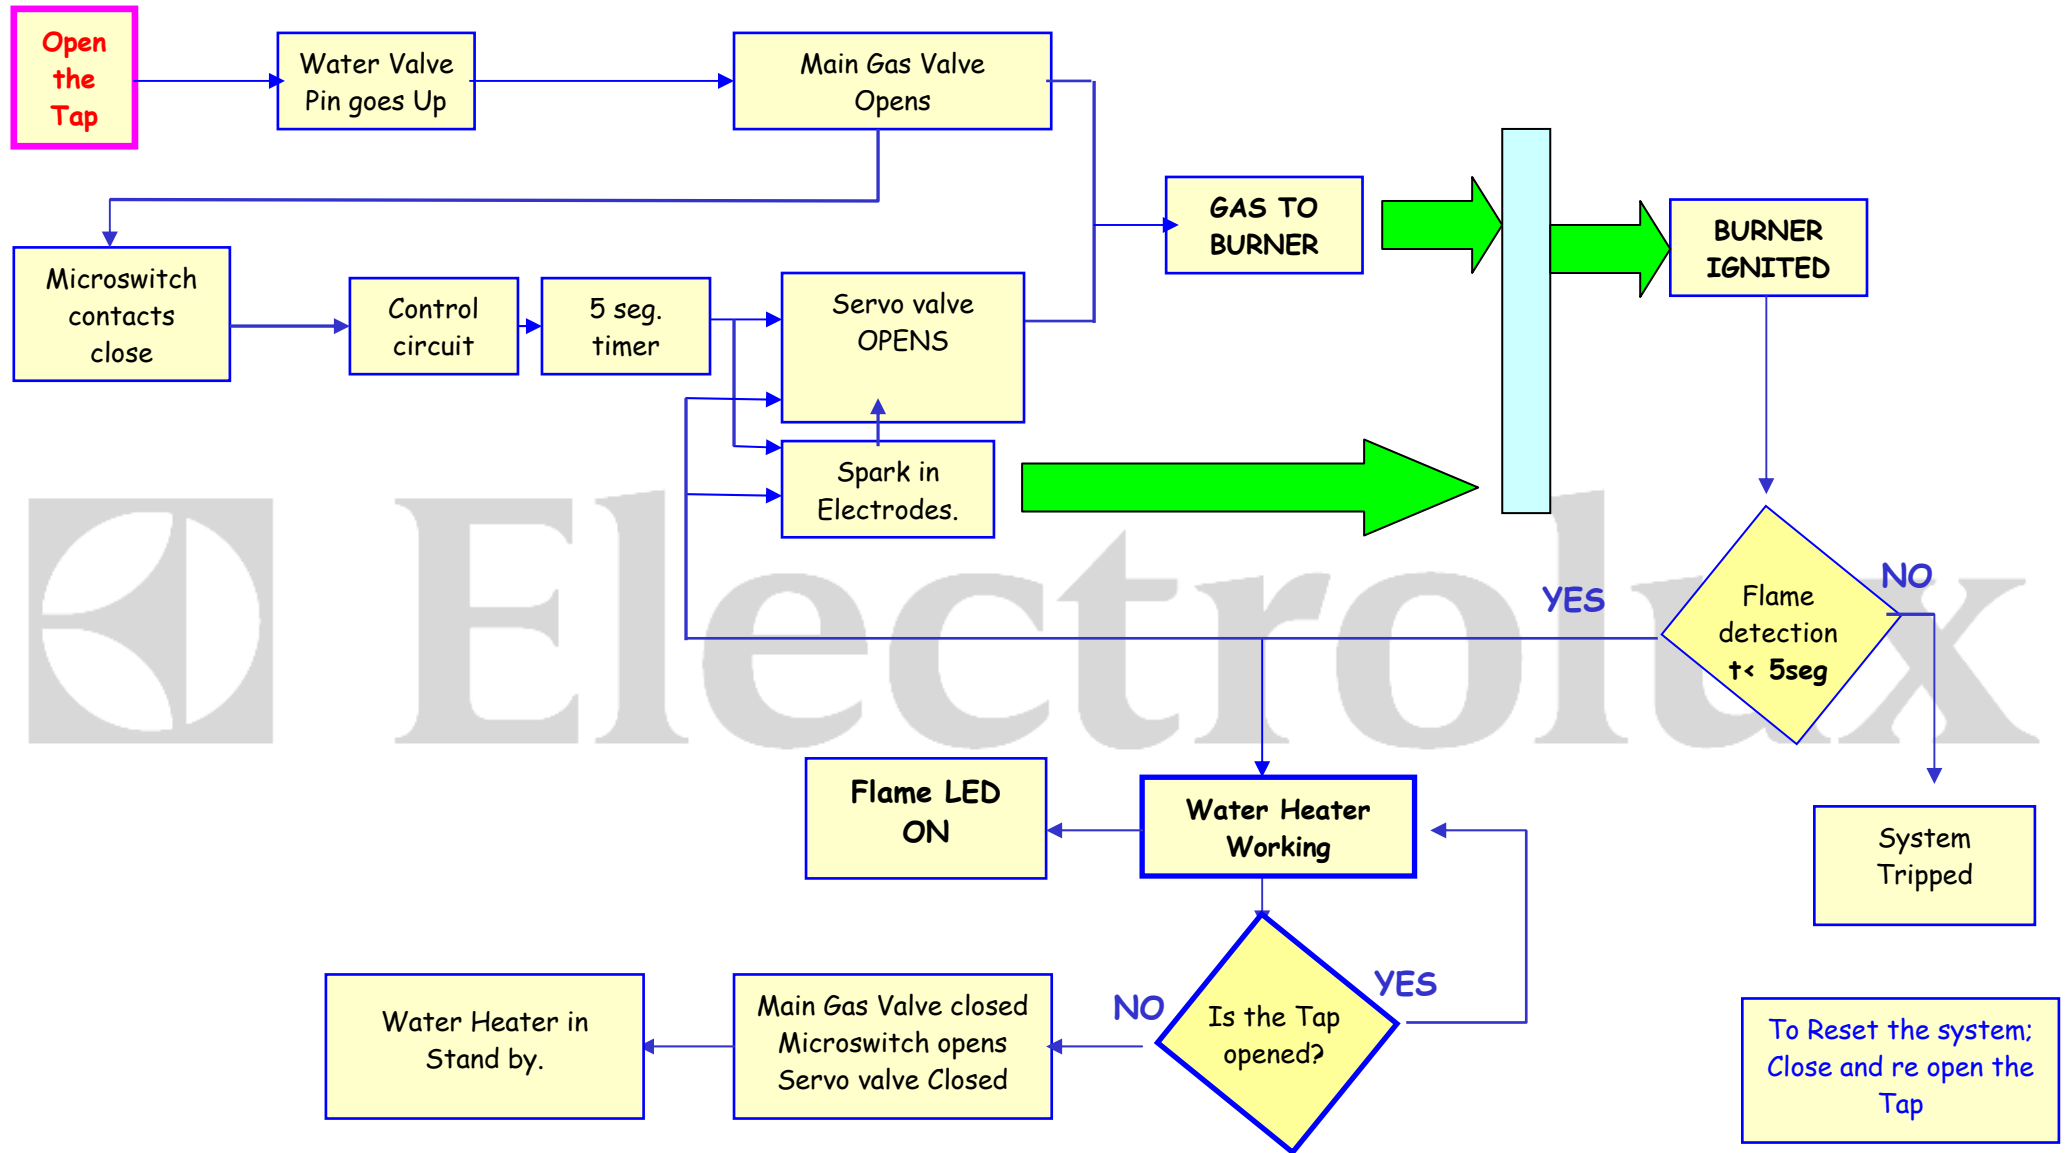 Open
the
Tap
Water Valve
Pin goes Up
Main Gas Valve
Opens
GAS TO
BURNER
BURNER
IGNITED
Microswitch
contacts
close
Control
circuit
5 seg.
timer
Servo valve
OPENS
Spark in
Electrodes.
Electrolux
YES
NO
Flame
detection
t< 5seg
Flame LED
ON
Water Heater
Working
System
Tripped
Water Heater in
Stand by.
Main Gas Valve closed
Microswitch opens
Servo valve Closed
NO
Is the Tap
opened?
YES
To Reset the system;
Close and re open the
Tap